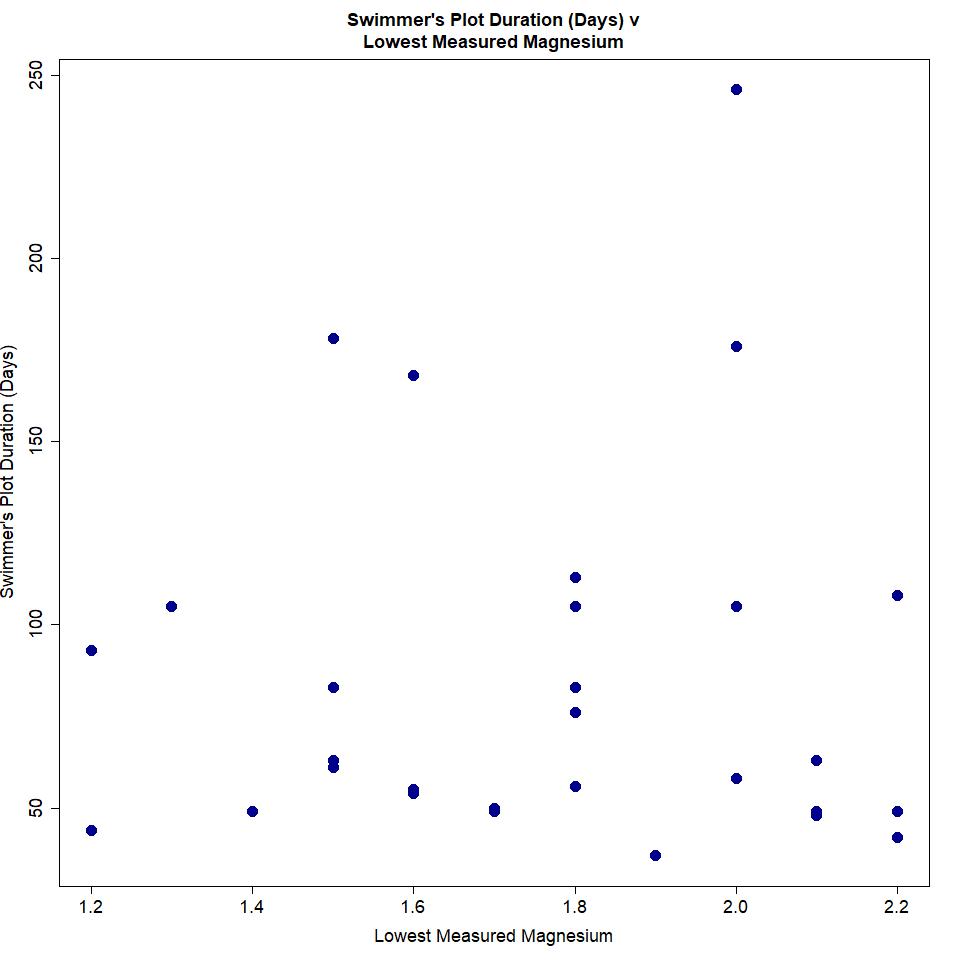 Swimmer's Plot Duration (Days) v
Lowest Measured Magnesium
Swimmer's Plot Duration (Days)
250
200
150
100
50
1.2
1.4
1.6
1.8
2.0
2.2
Lowest Measured Magnesium